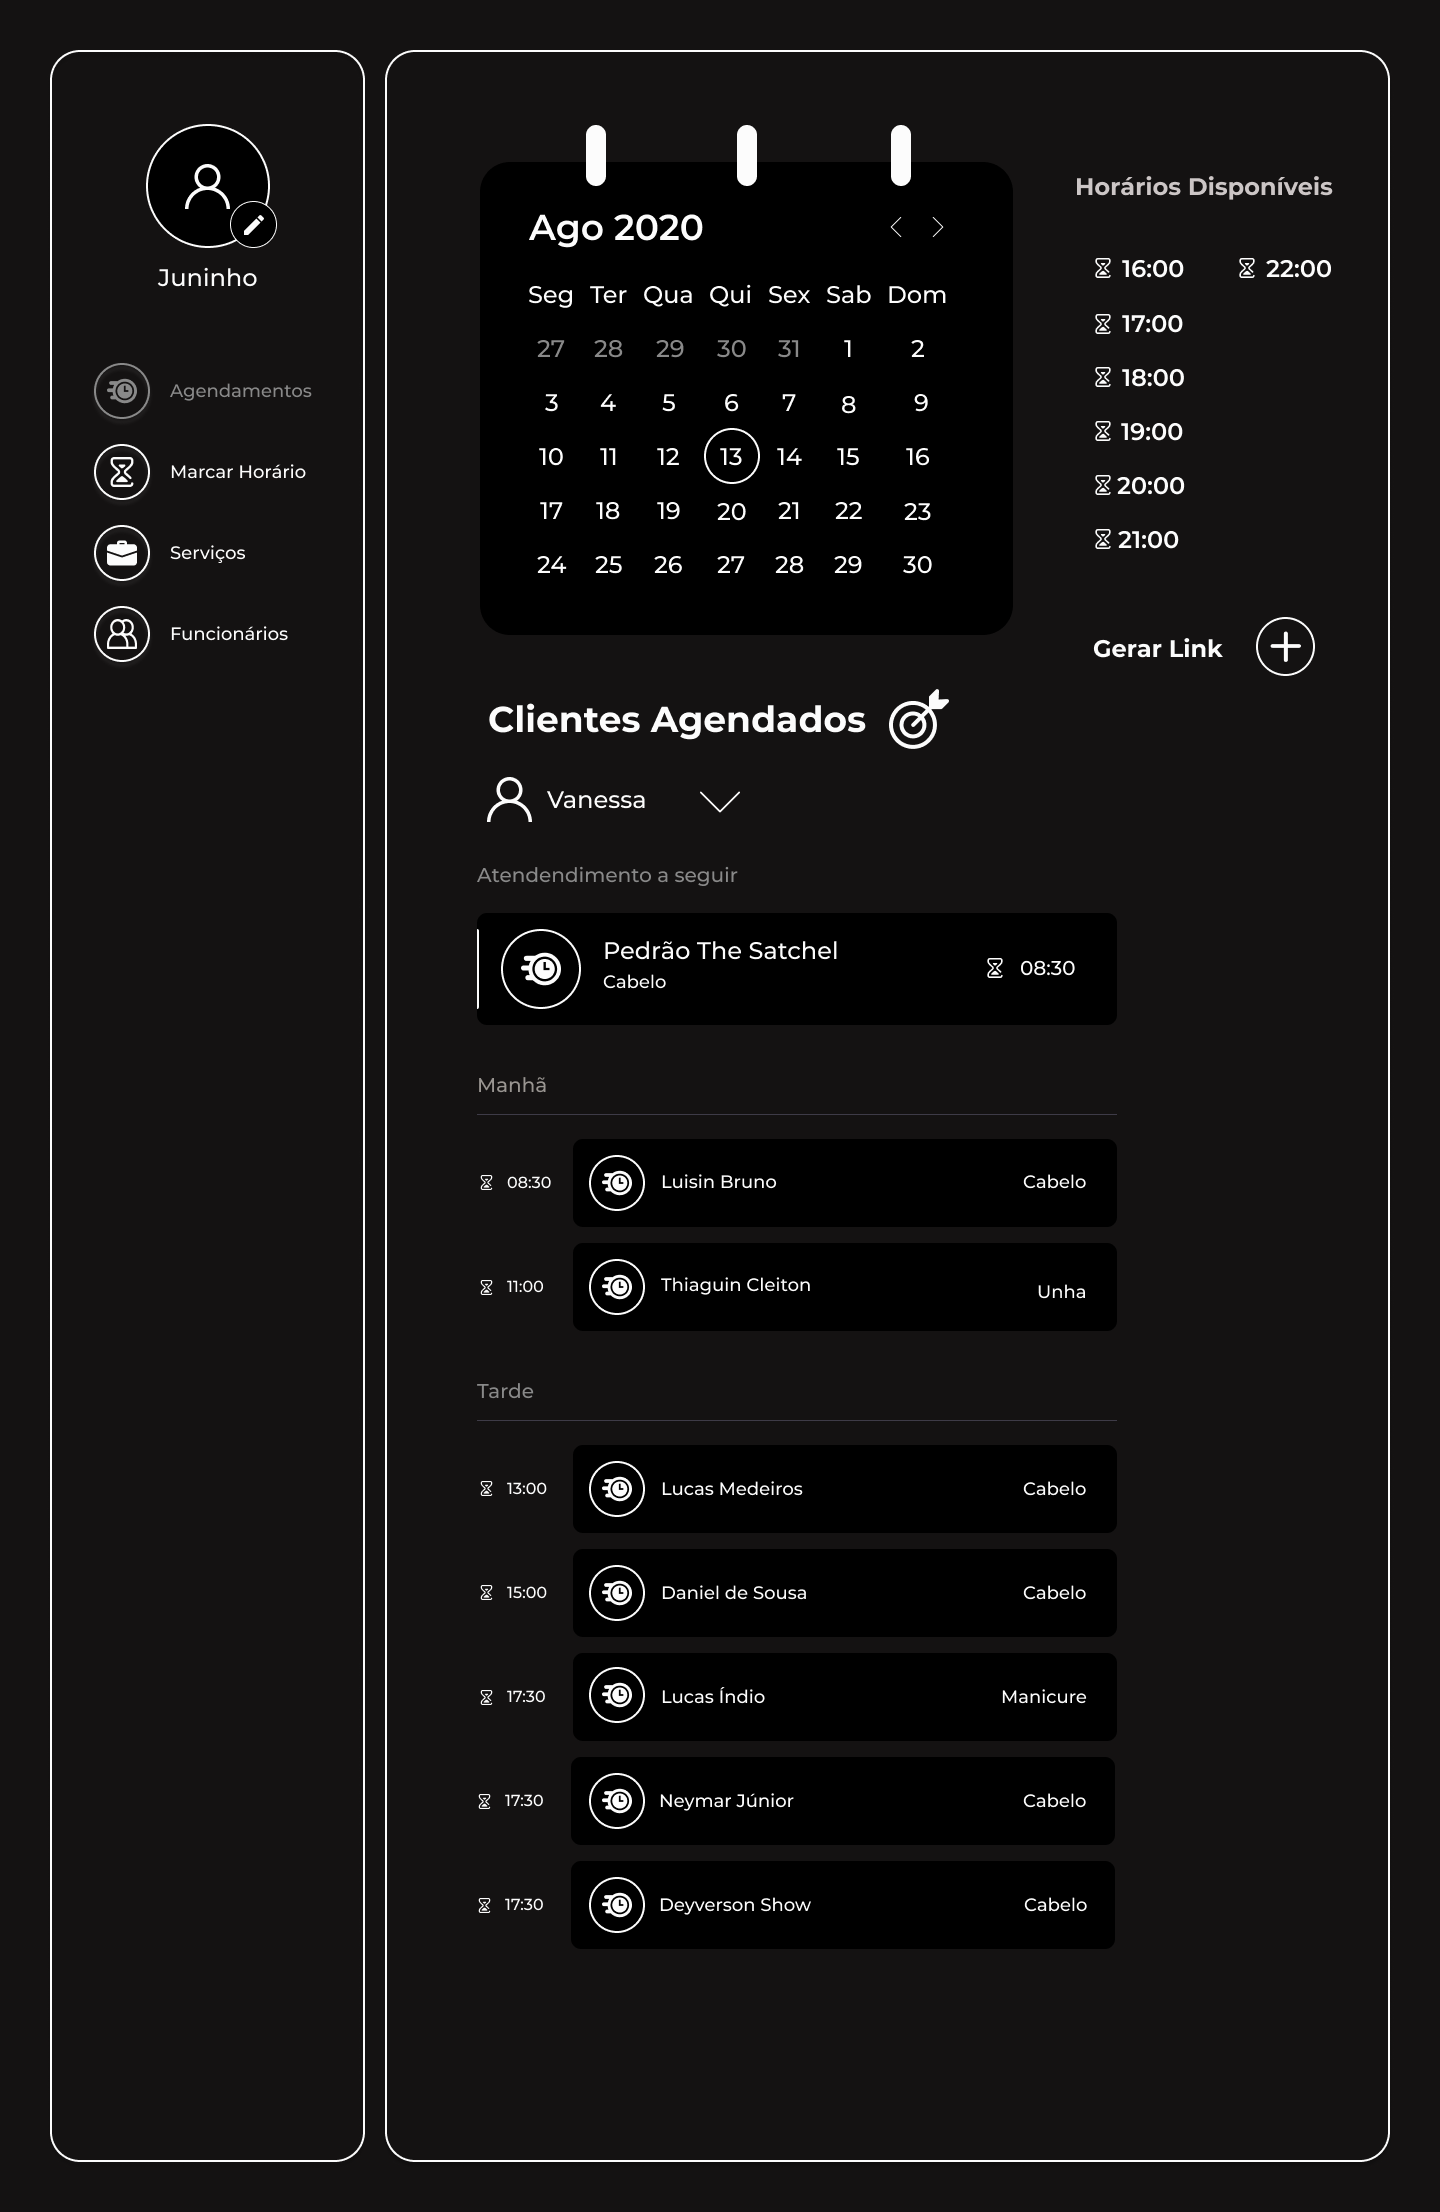 Juninho
Agendamentos
Marcar Horário
Serviços
Funcionários
Ago 2020
Seg Ter Qua Qui Sex Sab Dom
27 28 29 30 31 1 2
3 4 5 6 7 8 9
10 11 12 13 14 15 16
17 18 19 20 21 22 23
24 25 26 27 28 29 30
Horários Disponíveis
16:00 22:00
17:00
18:00
19:00
20:00
21:00
Gerar Link
Clientes Agendados
Vanessa
Atendendimento a seguir
Pedrão The Satchel
Cabelo
08:30
Manhã
08:30 Luisin Bruno Cabelo
11:00 Thiaguin Cleiton Unha
Tarde
13:00 Lucas Medeiros Cabelo
15:00 Daniel de Sousa Cabelo
17:30 Lucas Índio Manicure
17:30 Neymar Júnior Cabelo
17:30 Deyverson Show Cabelo